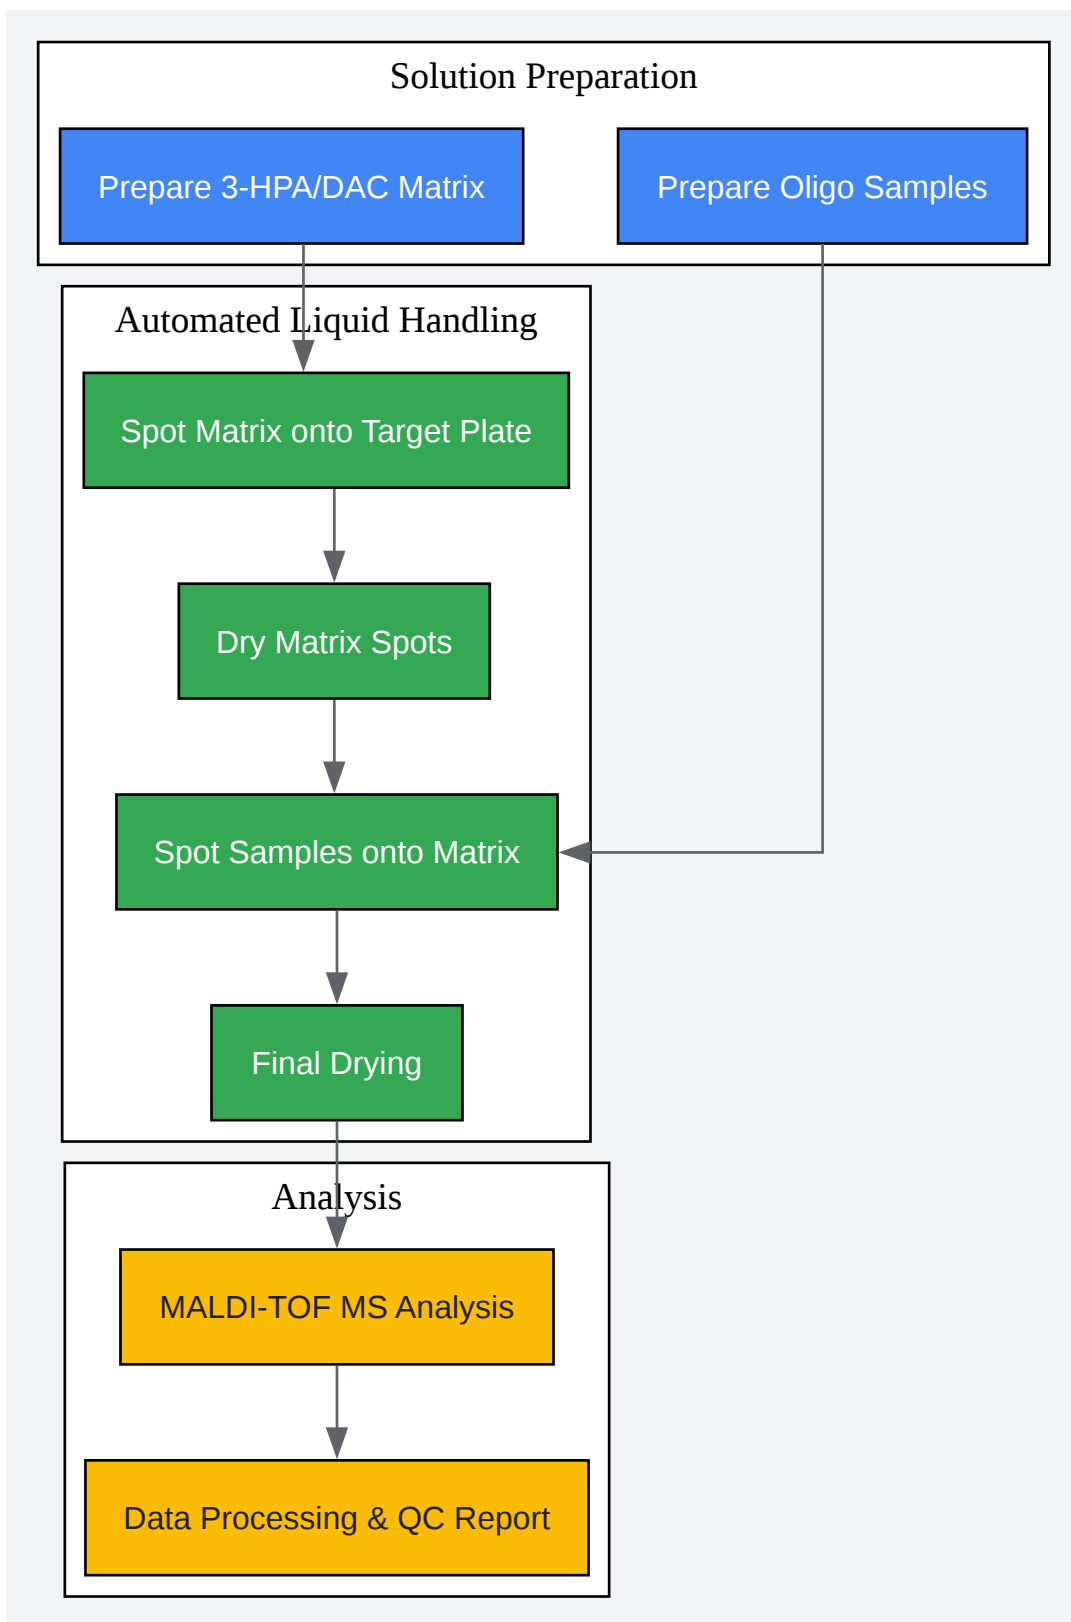 Solution Preparation
Prepare 3-HPA/DAC Matrix
Prepare Oligo Samples
Automated Liquid Handling
Spot Matrix onto Target Plate
Dry Matrix Spots
Spot Samples onto Matrix
Final Drying
Analysis
MALDI-TOF MS Analysis
Data Processing & QC Report